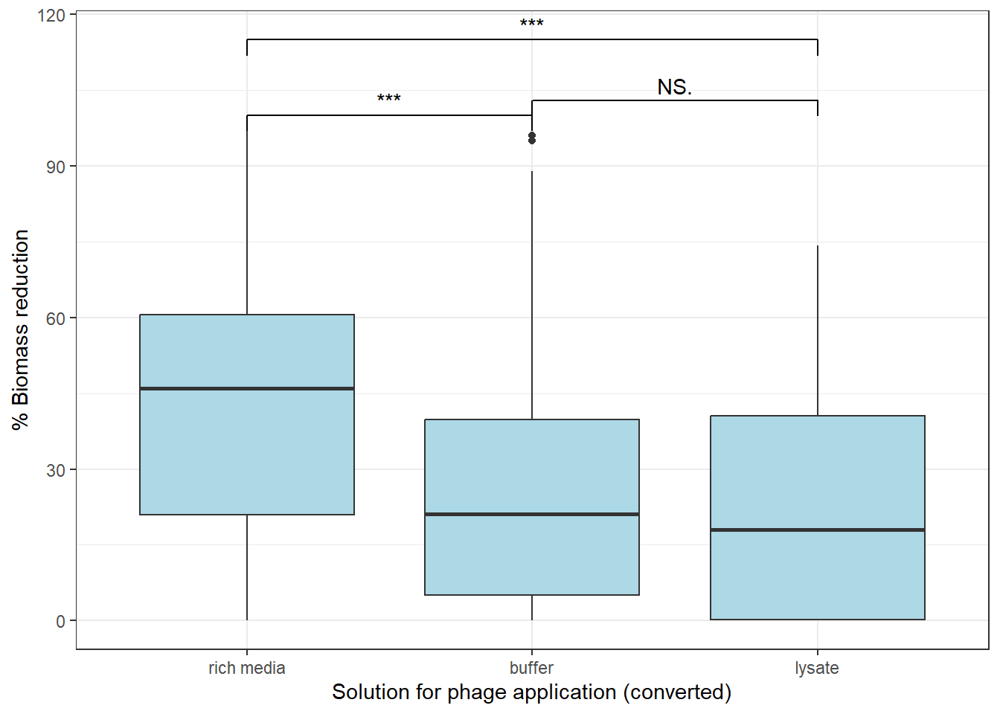 120
***
NS.
***
90
60
30
0
% Biomass reduction
rich media buffer lysate
Solution for phage application (converted)